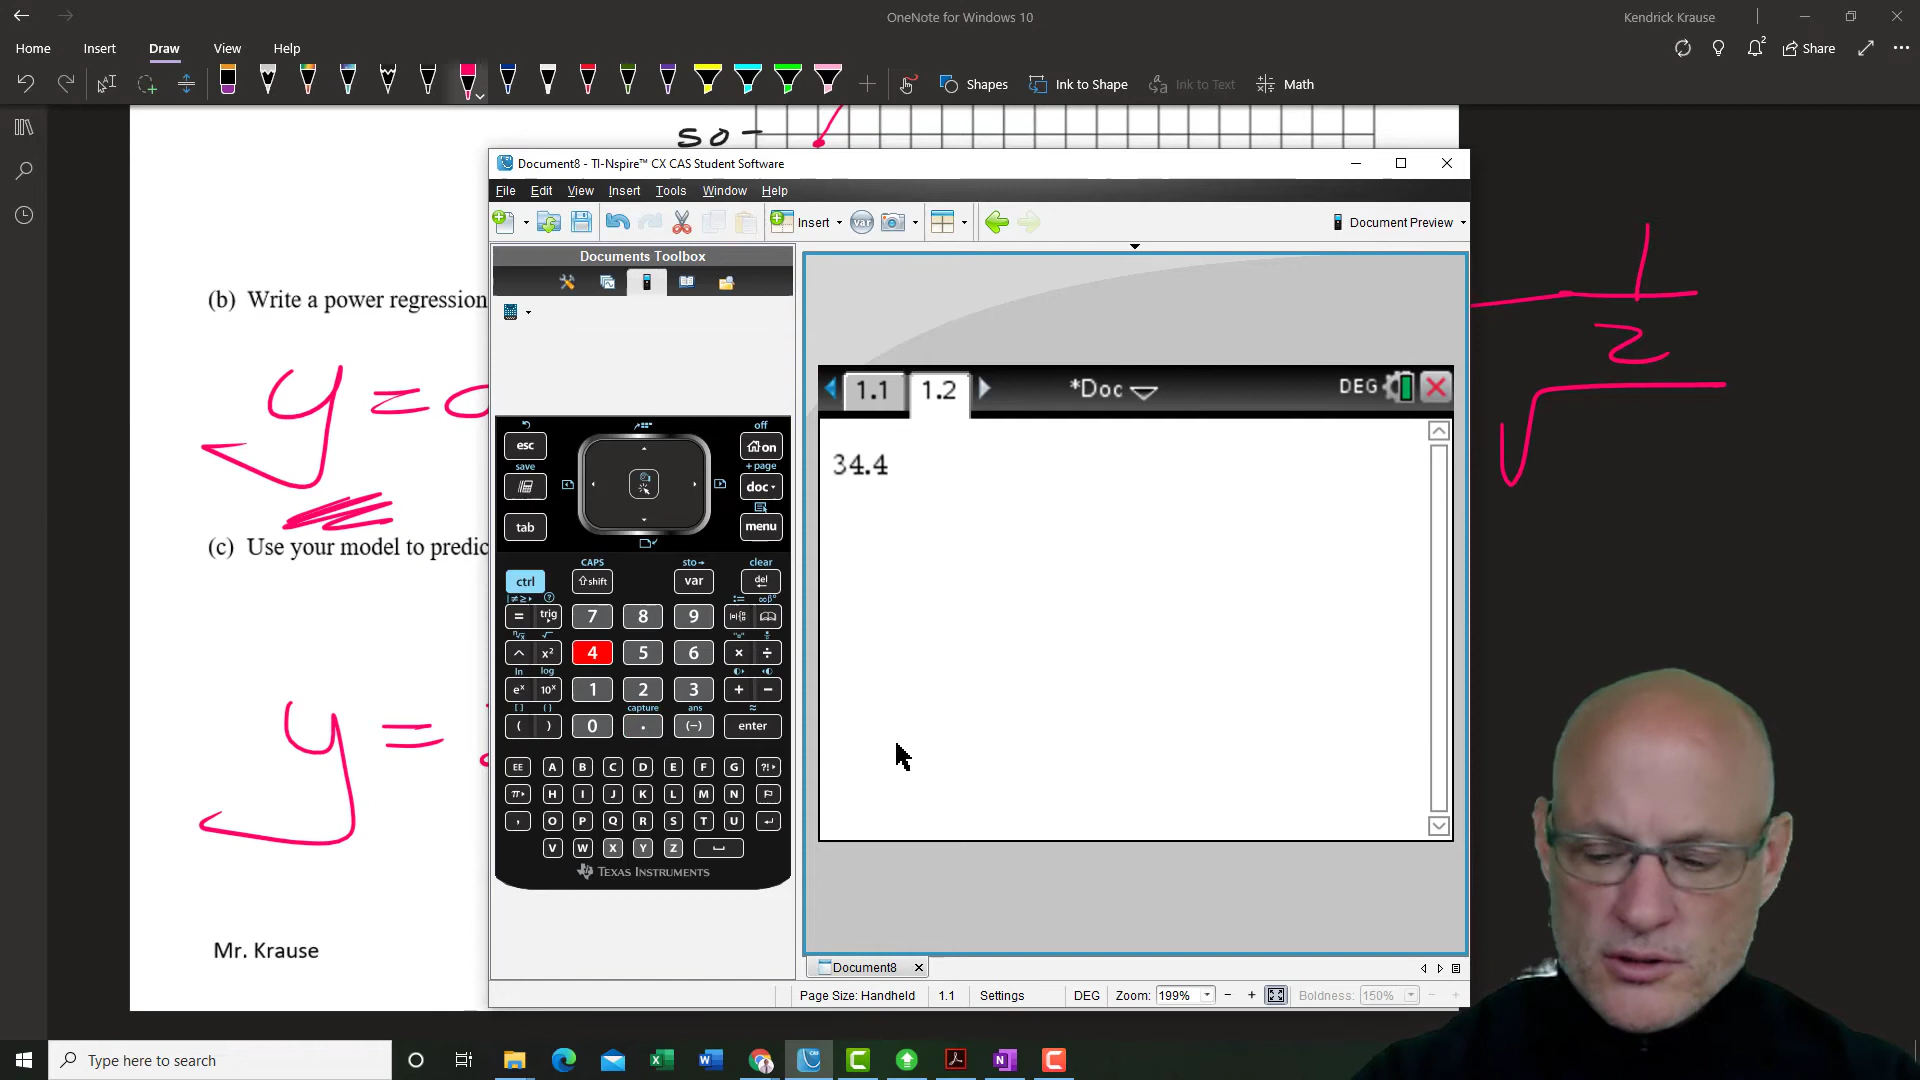 OneNote for Windows 10
Kendrick Krause
Home Insert Draw View Help
Share
Shapes Ink to Shape Ink to Text Math
50
Document8 - TI-Nspire™ CX CAS Student Software
File Edit View Insert Tools Window Help
Insert
Document Preview
Documents Toolbox
(b) Write a power regression
1
2
√
1.1 1.2 *Doc DEG
34.4
y =
(c) Use your model to predic
y =
off
esc on
save + page
doc
tab menu
CAPS sto→ clear
ctrl ⇧shift var del
= trig 7 8 9
^ x² 4 5 6 × ÷
ln log
eˣ 10ˣ 1 2 3 + −
[ ] { } capture ans ≈
( ) 0 . (−) enter
EE A B C D E F G ?!▸
π▸ H I J K L M N
, O P Q R S T U
V W X Y Z
TEXAS INSTRUMENTS
Mr. Krause
Document8
Page Size: Handheld 1.1 Settings DEG Zoom: 199% − + Boldness: 150% − +
Type here to search